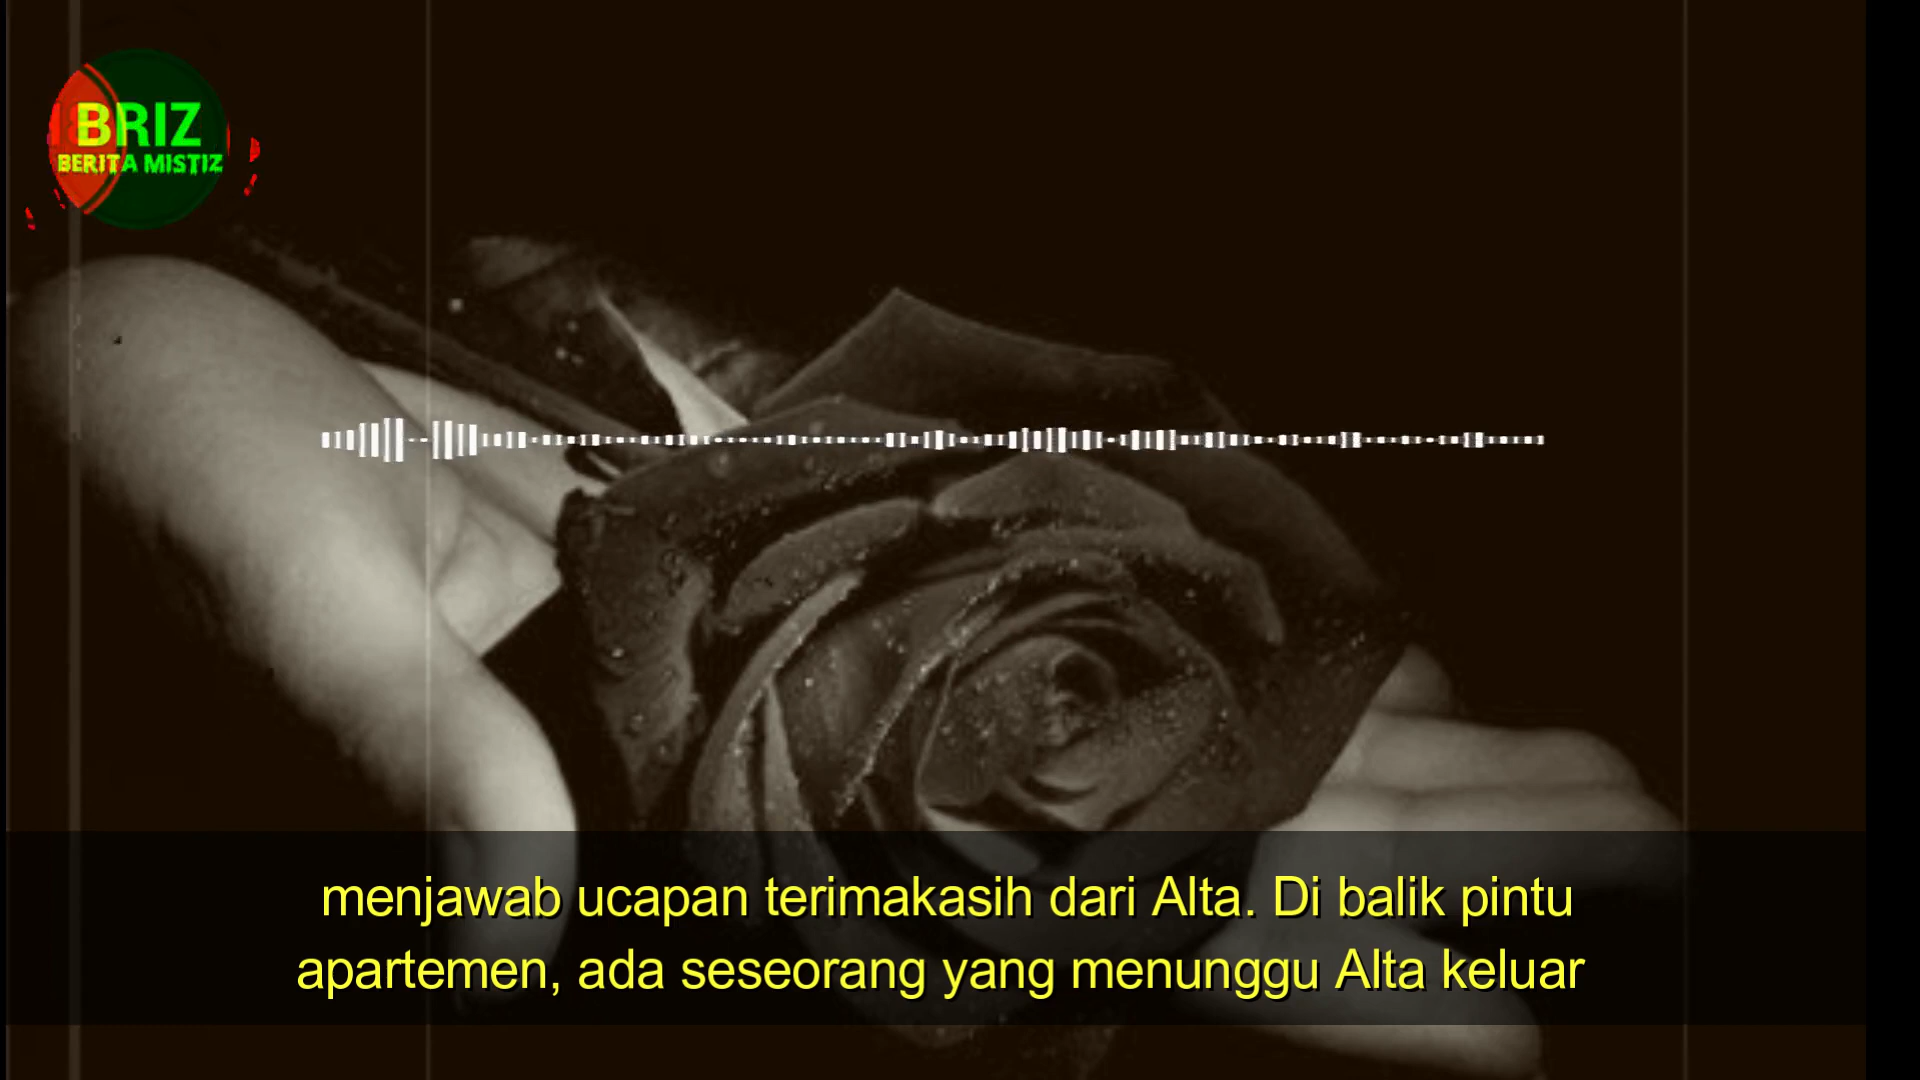 BRIZ
BERITA MISTIZ
menjawab ucapan terimakasih dari Alta. Di balik pintu
apartemen, ada seseorang yang menunggu Alta keluar